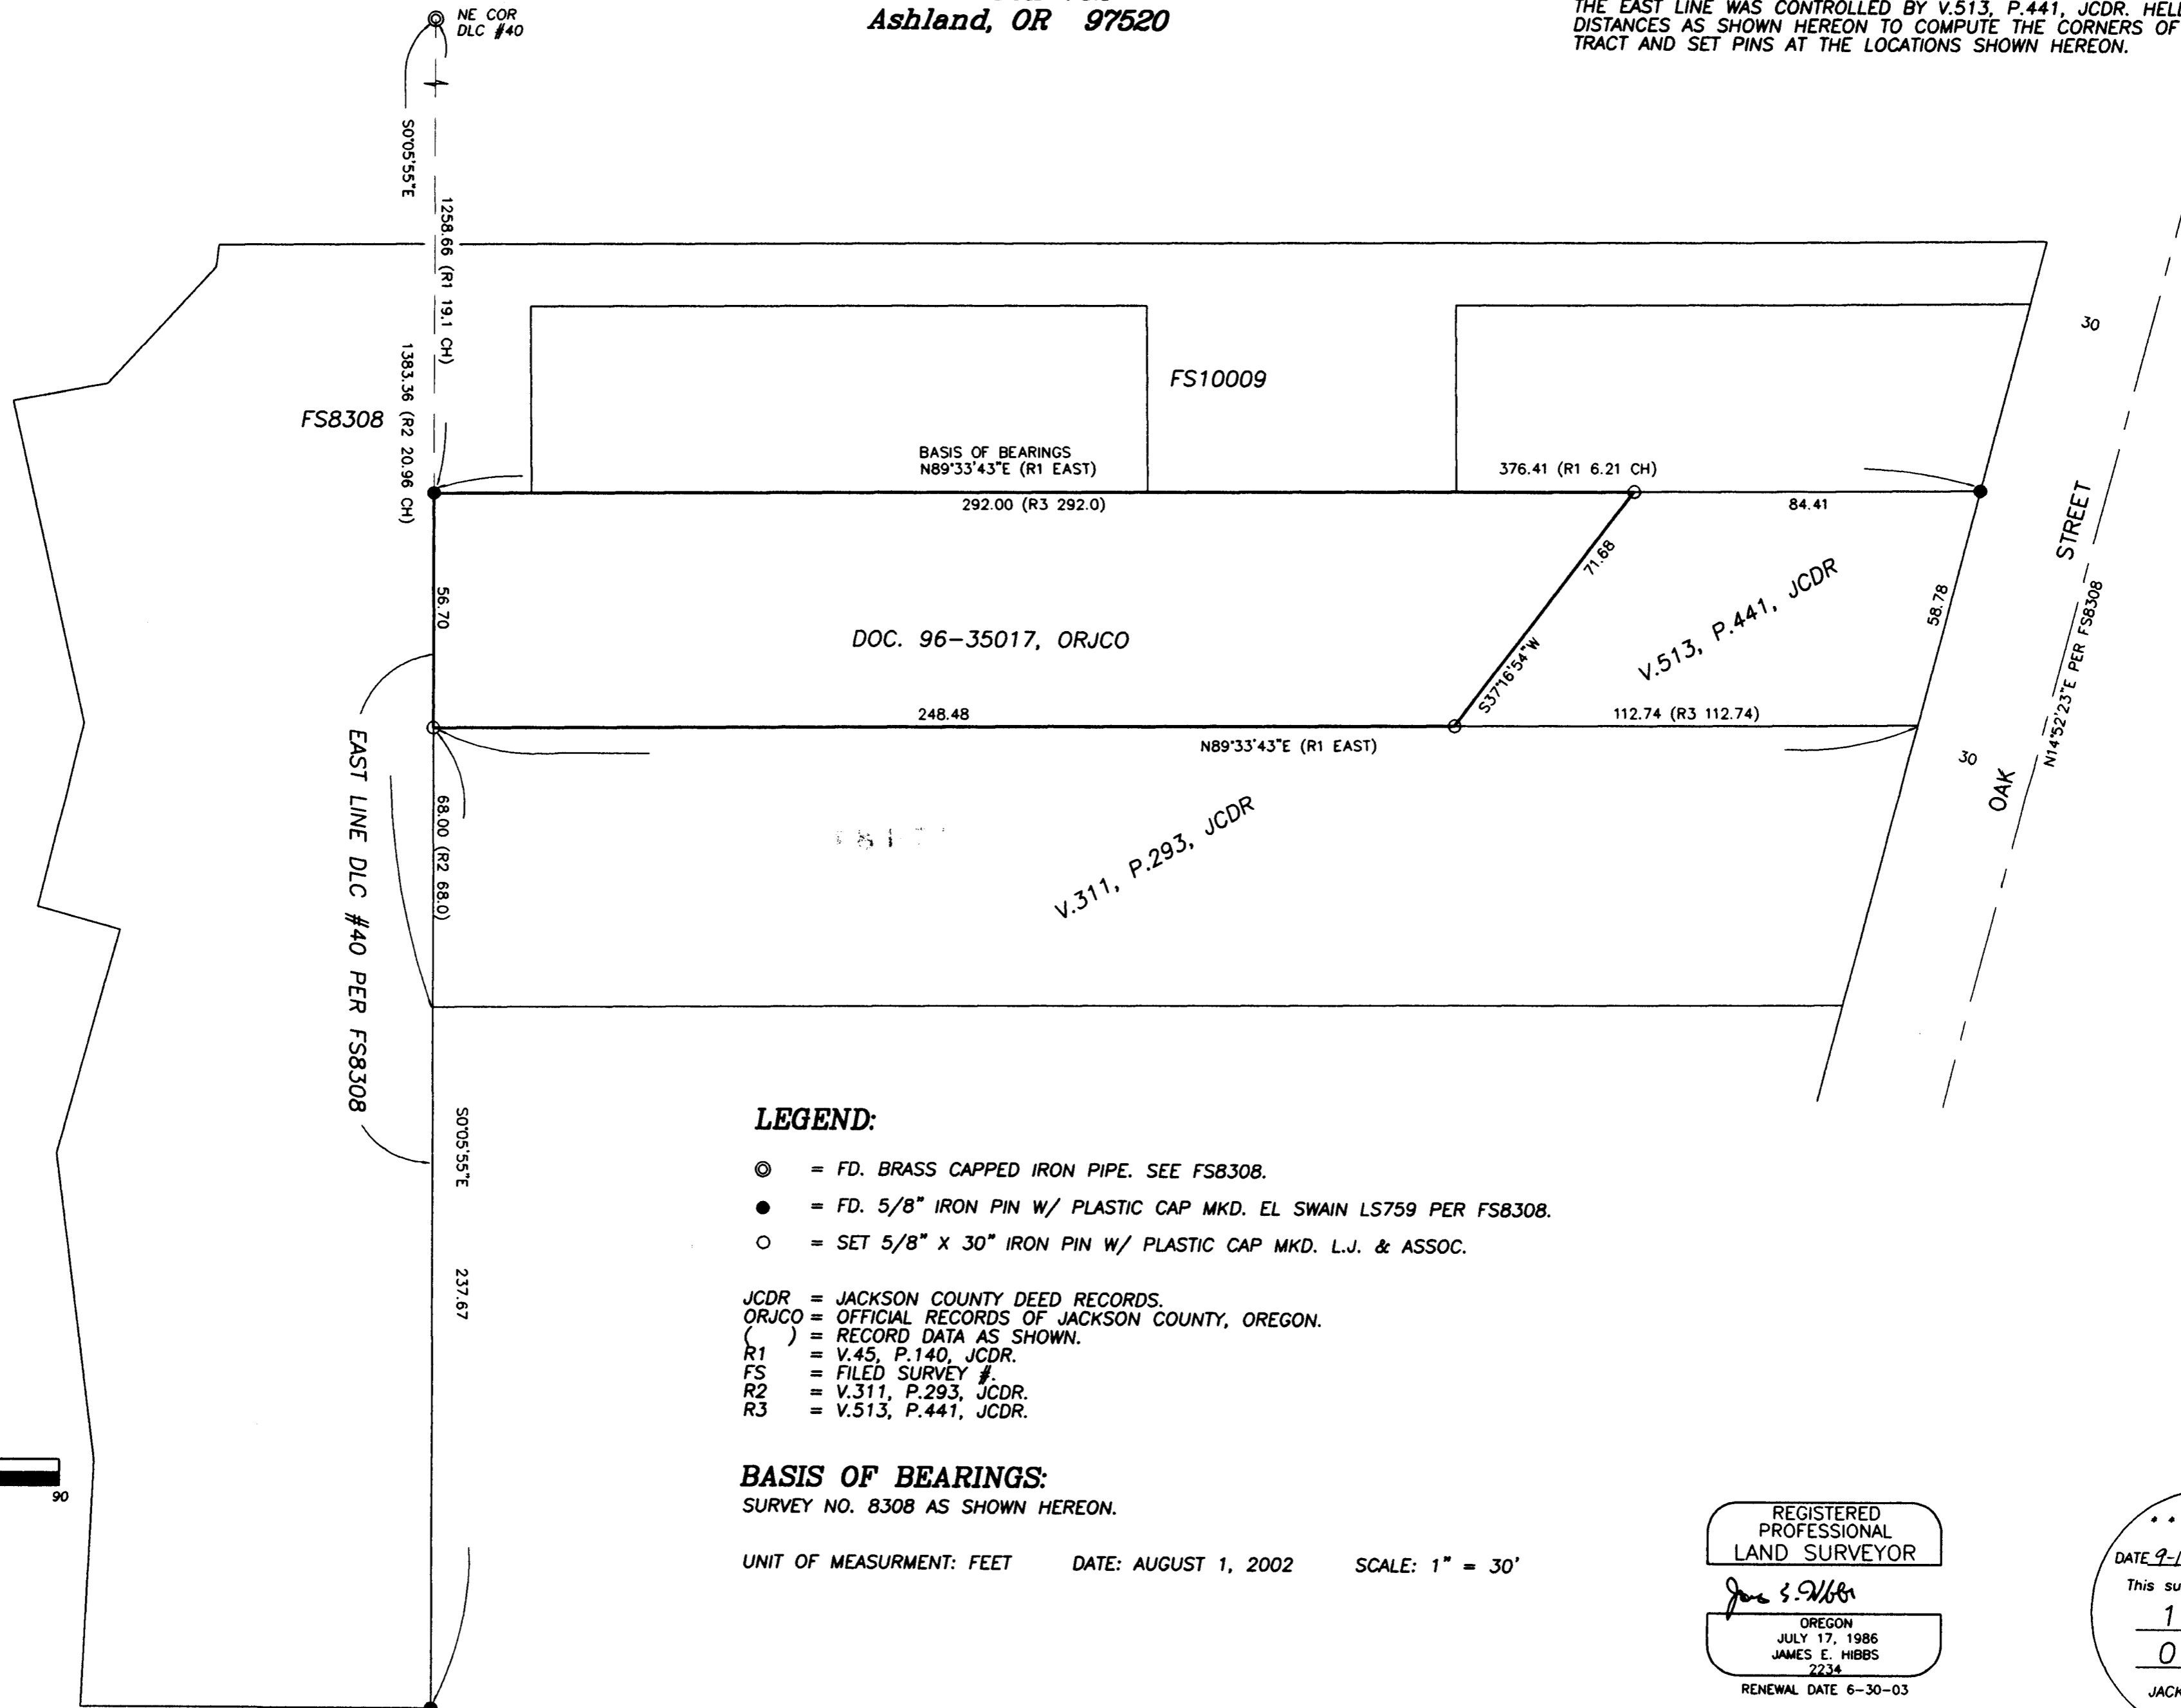 NE COR
DLC #40
Ashland, OR 97520
THE EAST LINE WAS CONTROLLED BY V.513, P.441, JCDR.
DISTANCES AS SHOWN HEREON TO COMPUTE THE CORNERS OF
TRACT AND SET PINS AT THE LOCATIONS SHOWN HEREON.
S0°05'55"E
1258.66 (R1 19.1 CH)
1383.36 (R2 20.96 CH)
FS8308
FS10009
30
BASIS OF BEARINGS
N89°33'43"E (R1 EAST)
376.41 (R1 6.21 CH)
292.00 (R3 292.0)
84.41
STREET
71.68
56.70
58.78
N14°52'23"E PER FS8308
DOC. 96-35017, ORJCO
V.513, P.441, JCDR
S37°16'54"W
248.48
112.74 (R3 112.74)
N89°33'43"E (R1 EAST)
30
OAK
EAST LINE DLC #40 PER FS8308
68.00 (R2 68.0)
V.311, P.293, JCDR
S0°05'55"E
237.67
LEGEND:
= FD. BRASS CAPPED IRON PIPE. SEE FS8308.
= FD. 5/8" IRON PIN W/ PLASTIC CAP MKD. EL SWAIN LS759 PER FS8308.
= SET 5/8" X 30" IRON PIN W/ PLASTIC CAP MKD. L.J. & ASSOC.
JCDR = JACKSON COUNTY DEED RECORDS.
ORJCO = OFFICIAL RECORDS OF JACKSON COUNTY, OREGON.
( ) = RECORD DATA AS SHOWN.
R1 = V.45, P.140, JCDR.
FS = FILED SURVEY #.
R2 = V.311, P.293, JCDR.
R3 = V.513, P.441, JCDR.
90
BASIS OF BEARINGS:
SURVEY NO. 8308 AS SHOWN HEREON.
UNIT OF MEASURMENT: FEET DATE: AUGUST 1, 2002 SCALE: 1" = 30'
REGISTERED
PROFESSIONAL
LAND SURVEYOR
OREGON
JULY 17, 1986
JAMES E. HIBBS
2234
RENEWAL DATE 6-30-03
DATE 9-
This
1
0